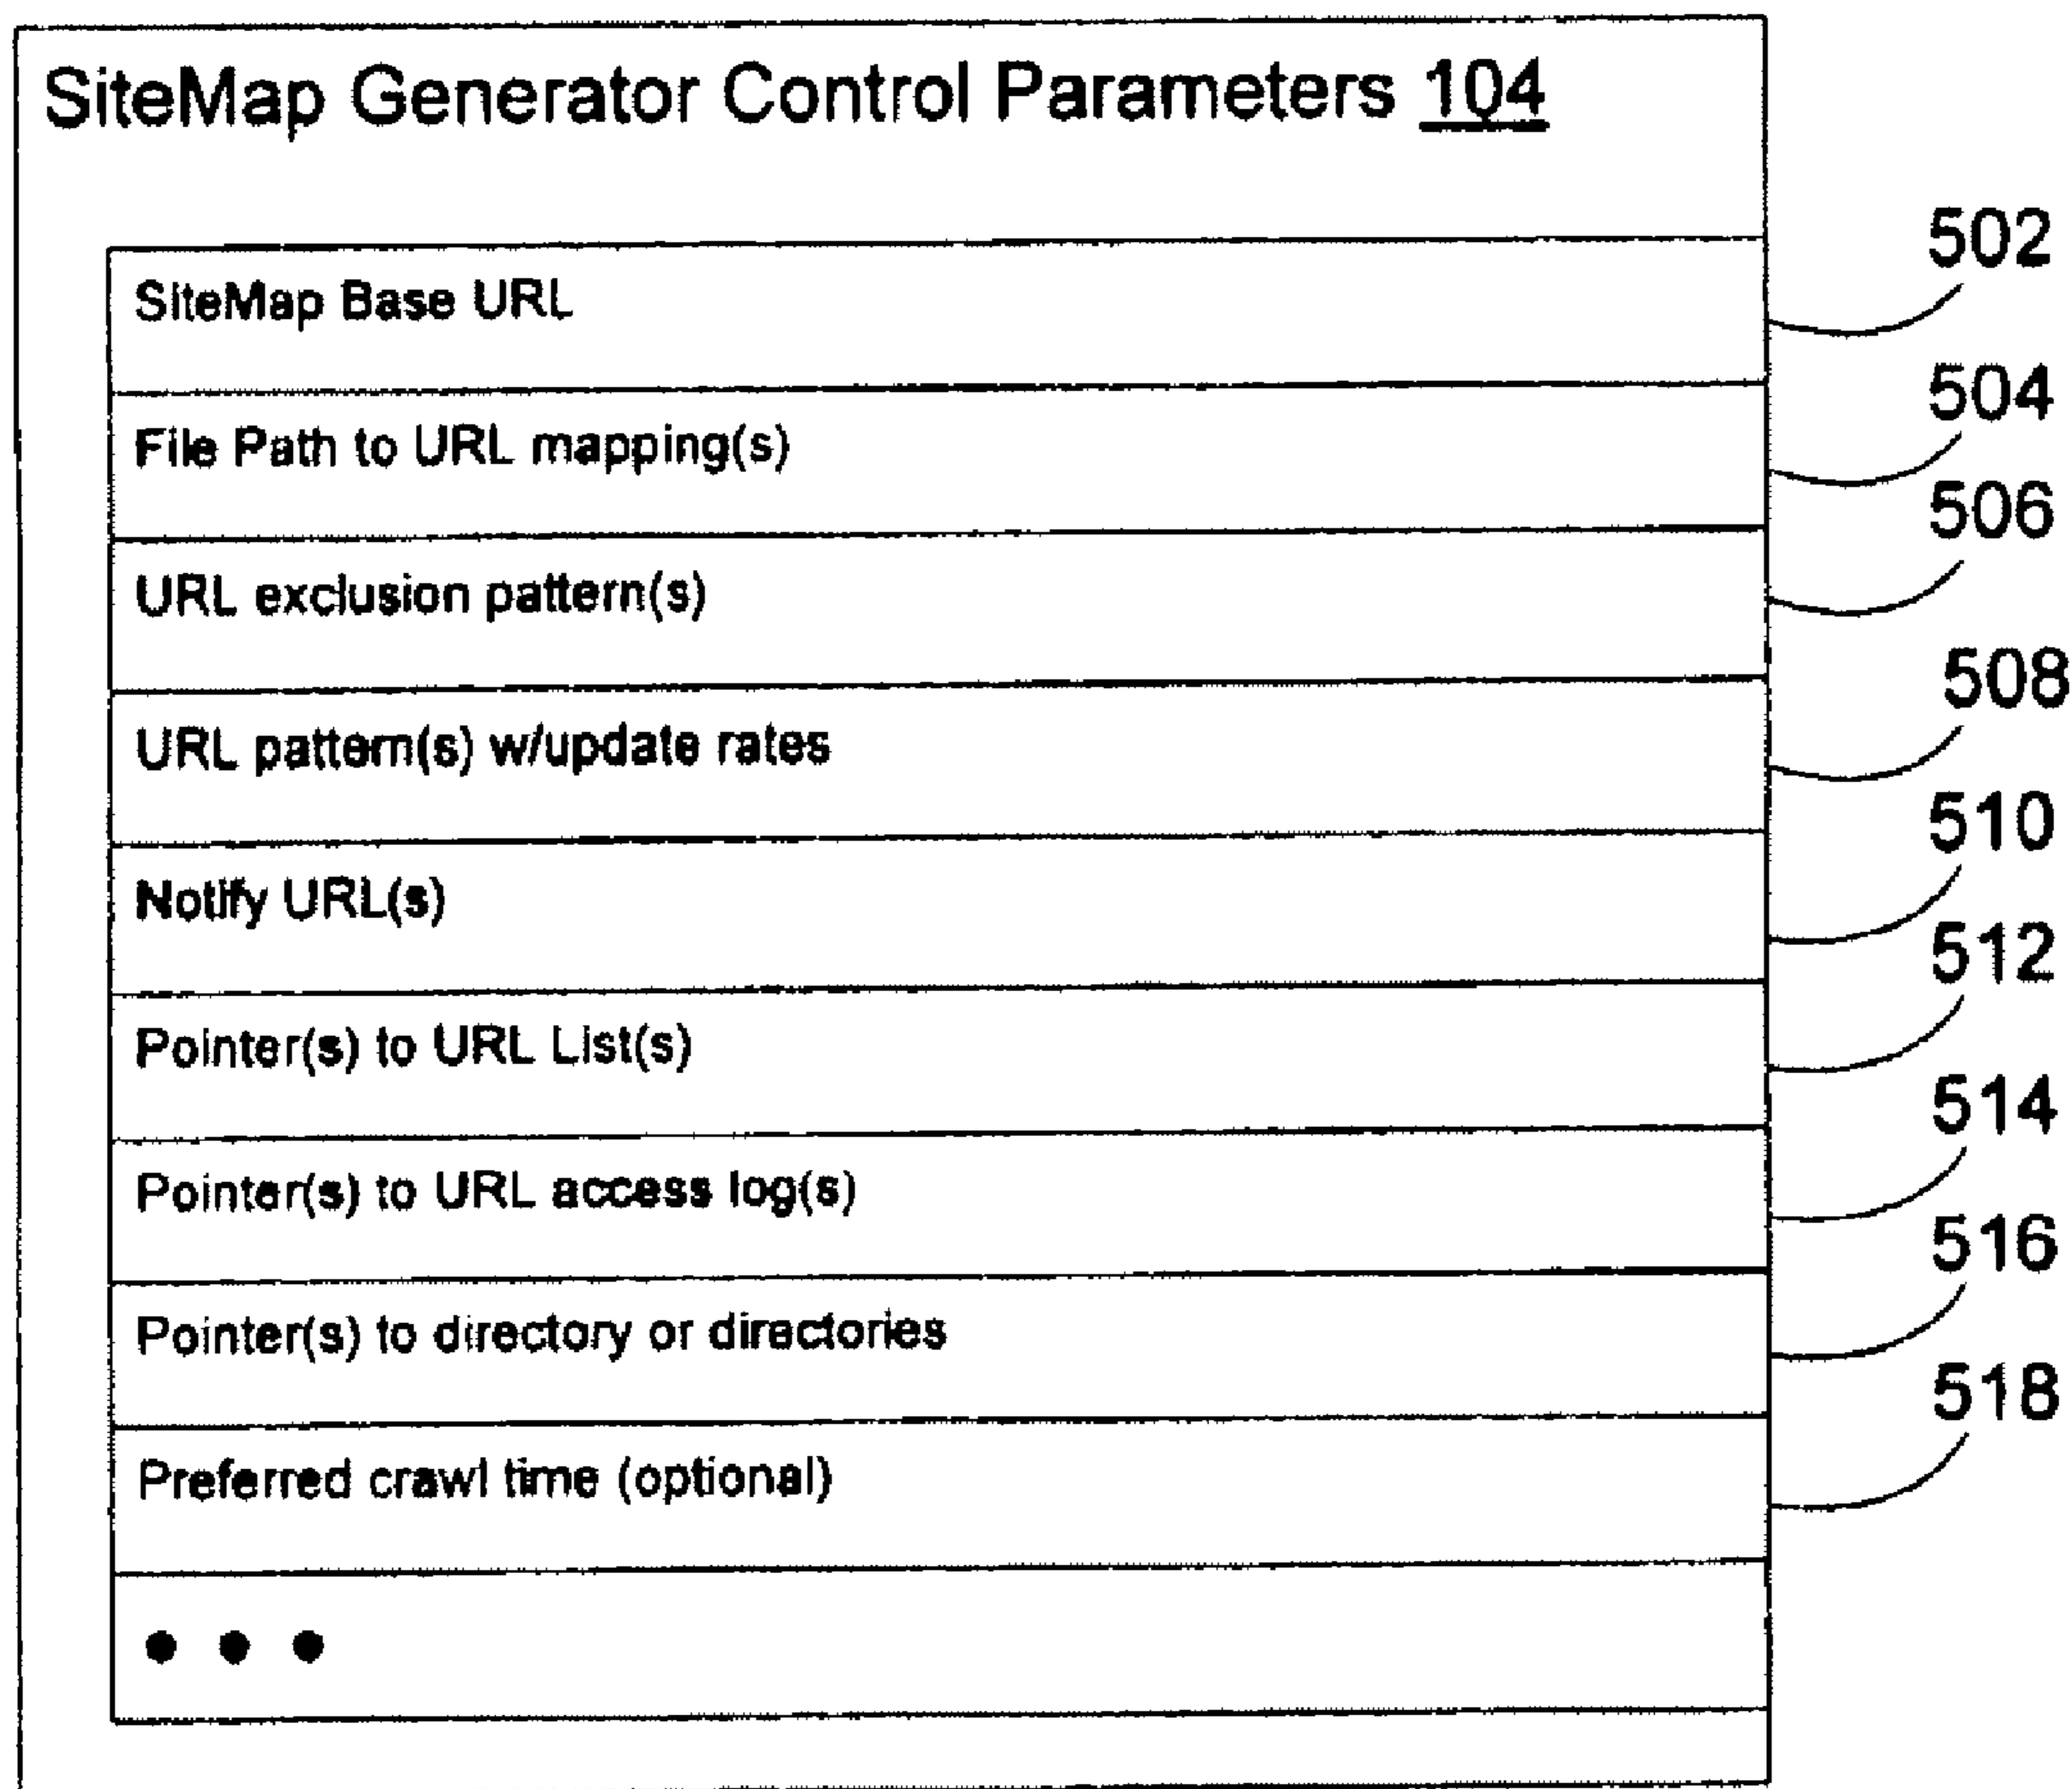 SiteMap Generator Control Parameters 104
SiteMap Base URL
502
File Path to URL mapping(s)
504
URL exclusion pattern(s)
506
URL pattern(s) w/update rates
508
Notify URL(s)
510
Pointer(s) to URL List(s)
512
Pointer(s) to URL access log(s)
514
Pointer(s) to directory or directories
516
Preferred crawl time (optional)
518
• • •